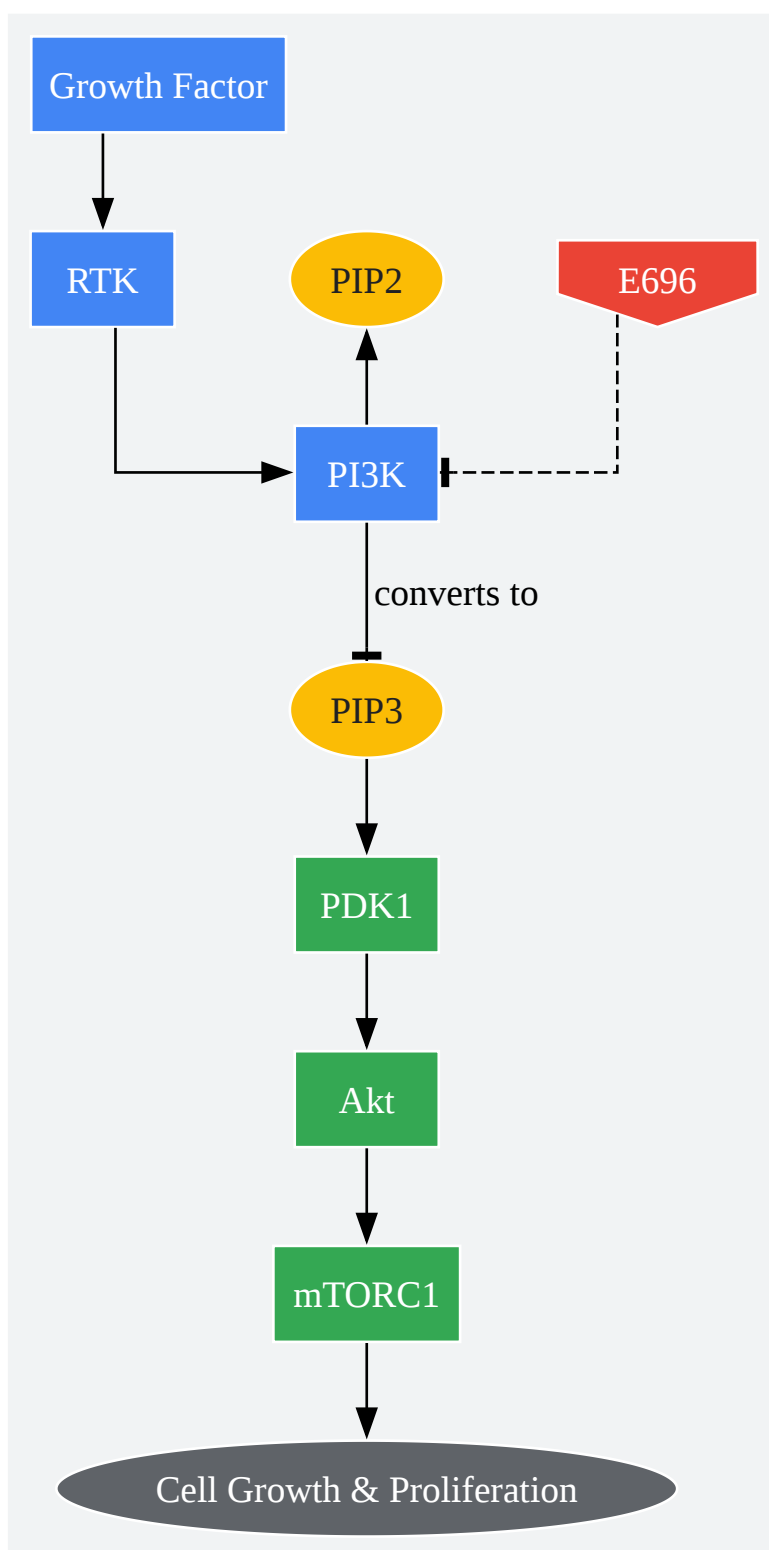 Growth Factor
RTK
PIP2
E696
PI3K
converts to
PIP3
PDK1
Akt
mTORC1
Cell Growth & Proliferation